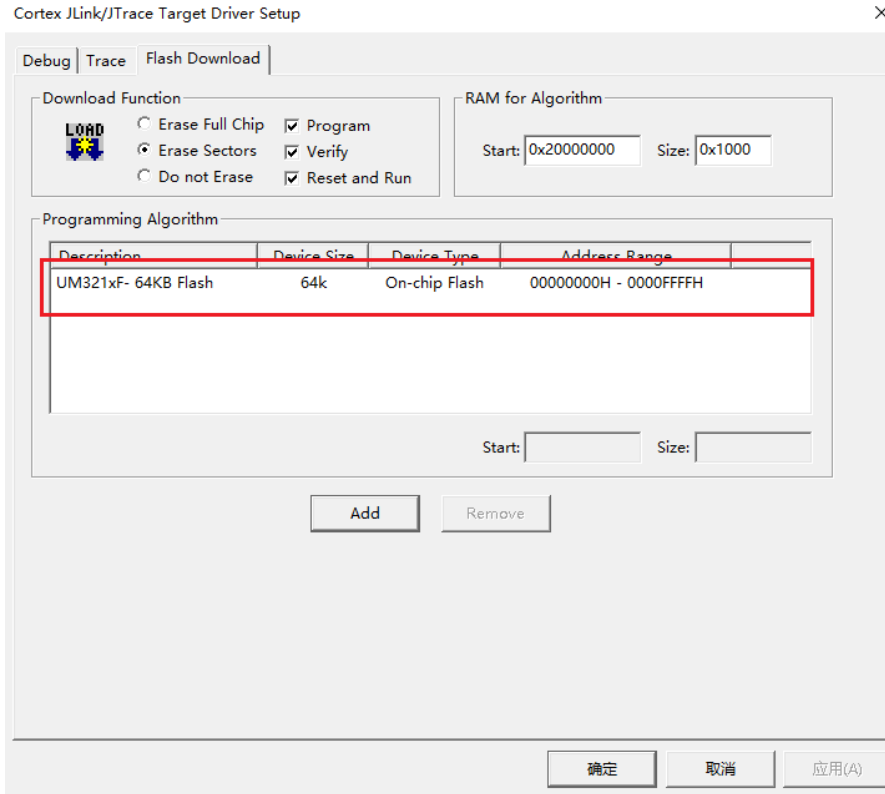 Cortex JLink/JTrace Target Driver Setup
Debug Trace Flash Download
Download Function
LOAD
Erase Full Chip Program
Erase Sectors Verify
Do not Erase Reset and Run
RAM for Algorithm
Start: 0x20000000 Size: 0x1000
Programming Algorithm
Description Device Size Device Type Address Range
UM321xF- 64KB Flash 64k On-chip Flash 00000000H - 0000FFFFH
Start: Size:
Add Remove
确定 取消 应用(A)